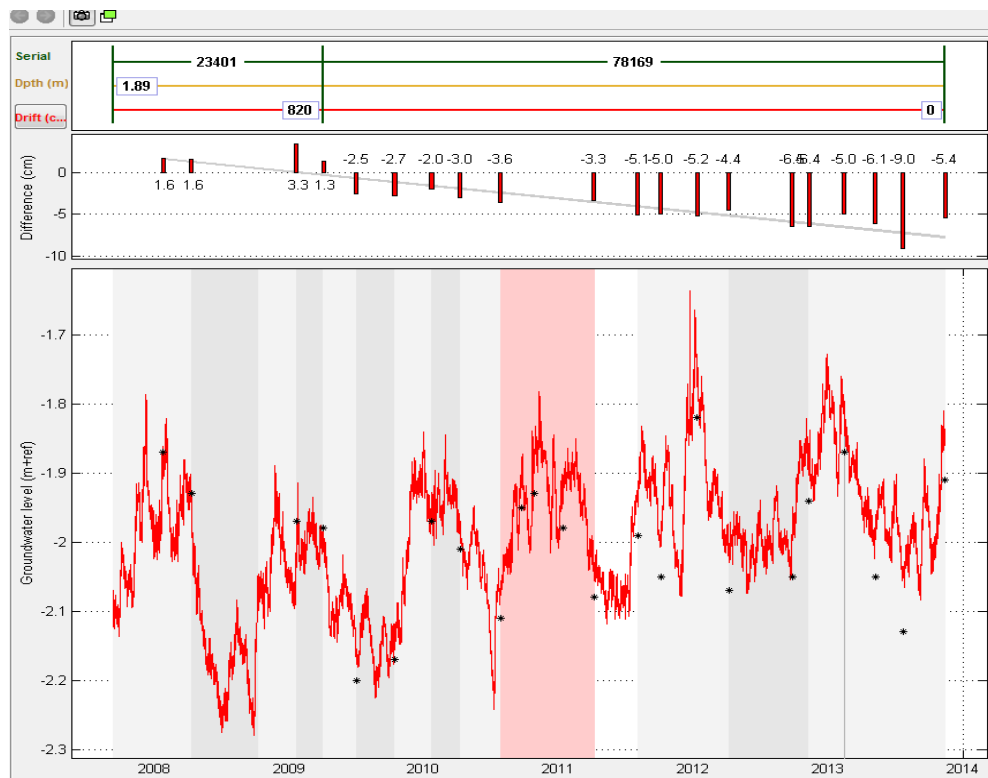 Serial
23401 78169
Dpth (m)
1.89
Drift (c...
820 0
Difference (cm)
0
-5
-10
1.6 1.6 3.3 1.3 -2.5 -2.7 -2.0 -3.0 -3.6 -3.3 -5.1 -5.0 -5.2 -4.4 -6.4 -5.0 -6.1 -9.0 -5.4
Groundwater level (m+ref)
-1.7
-1.8
-1.9
-2
-2.1
-2.2
-2.3
2008 2009 2010 2011 2012 2013 2014